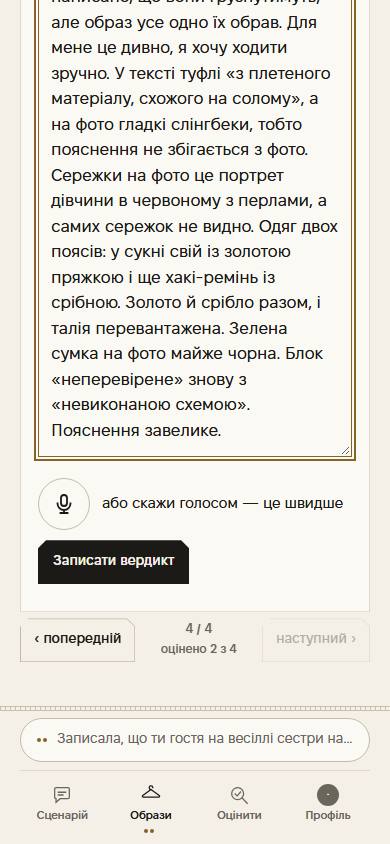 але образ усе одно їх обрав. Для
мене це дивно, я хочу ходити
зручно. У тексті туфлі «з плетеного
матеріалу, схожого на солому», а
на фото гладкі слінгбеки, тобто
пояснення не збігається з фото.
Сережки на фото це портрет
дівчини в червоному з перлами, а
самих сережок не видно. Одяг двох
поясів: у сукні свій із золотою
пряжкою і ще хакі-ремінь із
срібною. Золото й срібло разом, і
талія перевантажена. Зелена
сумка на фото майже чорна. Блок
«неперевірене» знову з
«невиконаною схемою».
Пояснення завелике.
або скажи голосом — це швидше
Записати вердикт
‹ попередній
4 / 4
оцінено 2 з 4
наступний ›
Записала, що ти гостя на весіллі сестри на...
Сценарій
Образи
Оцінити
Профіль